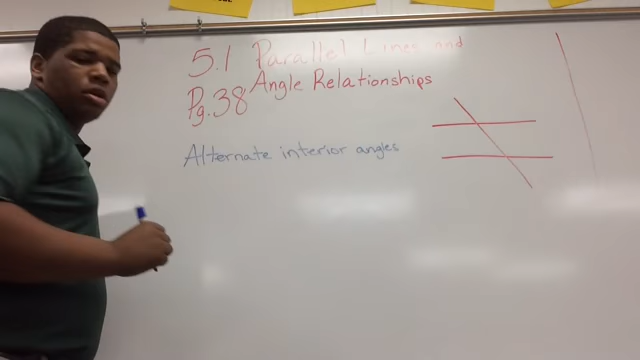 5.1 Parallel Lines and
Pg. 38 Angle Relationships
Alternate interior angles